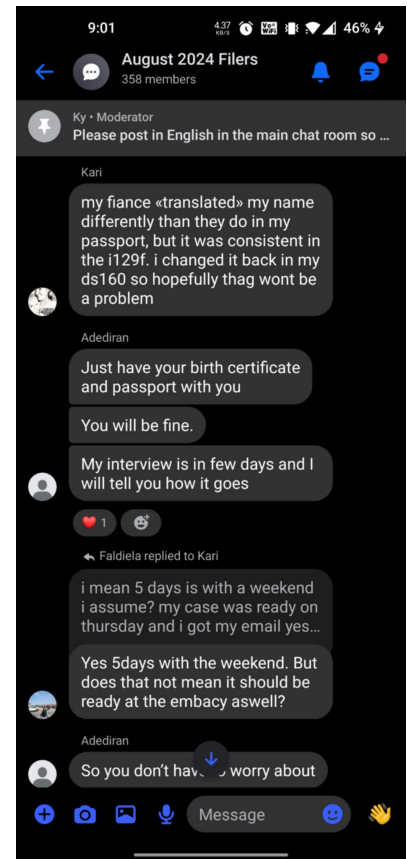 9:01
4.37
KB/S
Vo
WiFi
46%
August 2024 Filers
358 members
Ky • Moderator
Please post in English in the main chat room so ...
Kari
my fiance «translated» my name
differently than they do in my
passport, but it was consistent in
the i129f. i changed it back in my
ds160 so hopefully thag wont be
a problem
Adediran
Just have your birth certificate
and passport with you
You will be fine.
My interview is in few days and I
will tell you how it goes
1
Faldiela replied to Kari
i mean 5 days is with a weekend
i assume? my case was ready on
thursday and i got my email yes...
Yes 5days with the weekend. But
does that not mean it should be
ready at the embacy aswell?
Adediran
So you don't worry about
Message